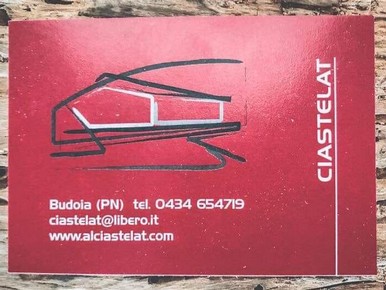 CIASTELAT
Budoia (PN) tel. 0434 654719
ciastelat@libero.it
www.alciastelat.com